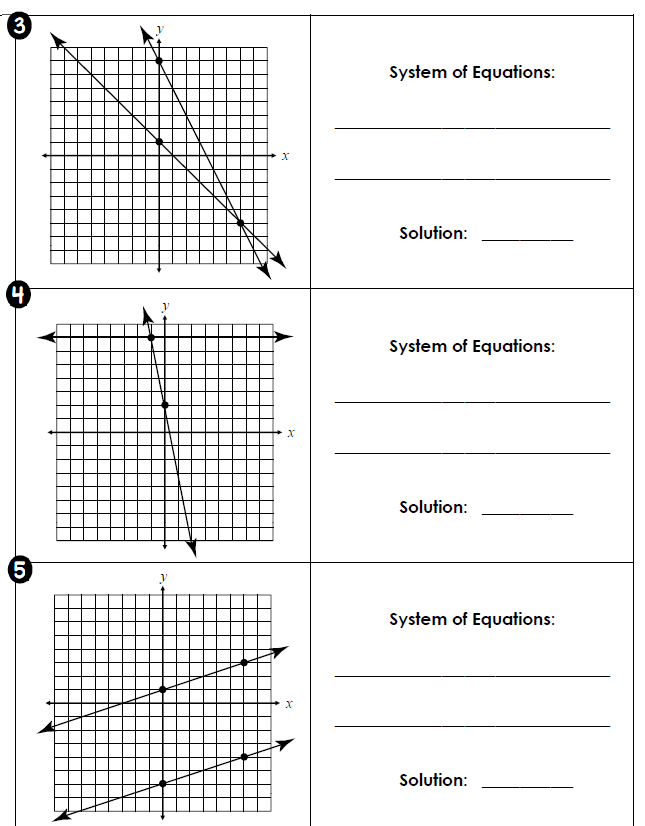 3
y
x
System of Equations:
Solution:
4
y
x
System of Equations:
Solution:
5
y
x
System of Equations:
Solution: